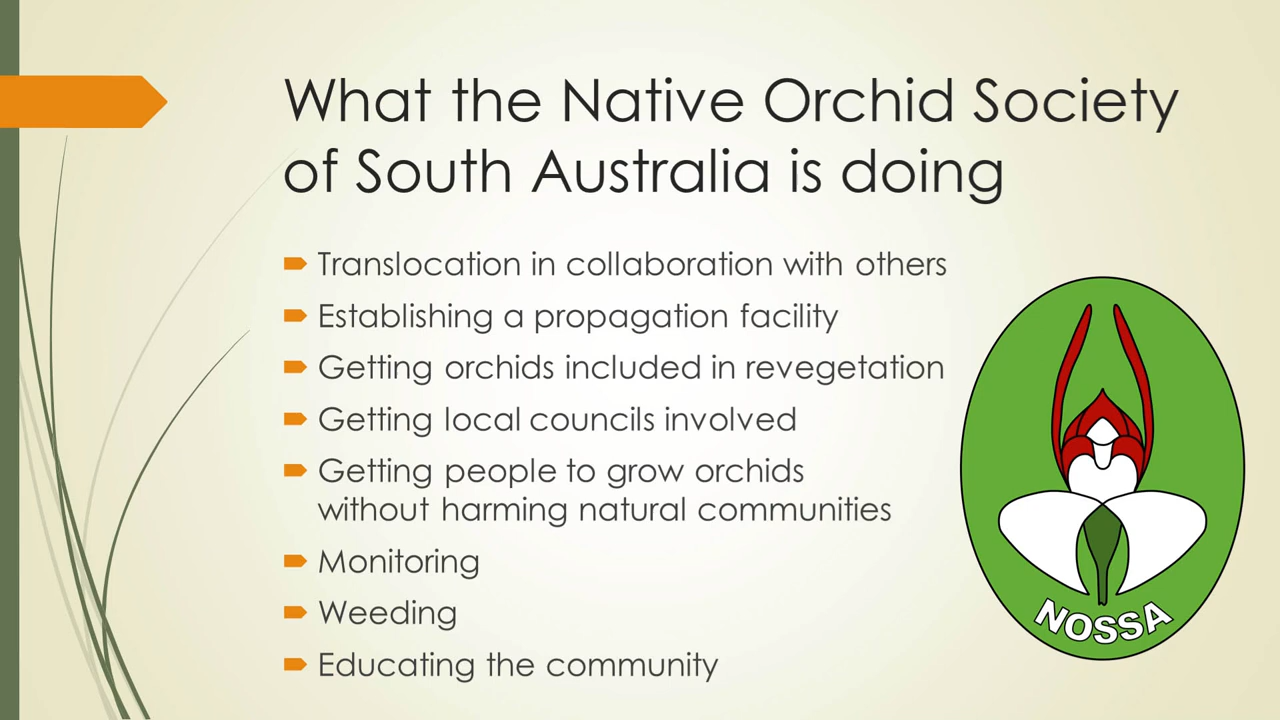 What the Native Orchid Society
of South Australia is doing
Translocation in collaboration with others
Establishing a propagation facility
Getting orchids included in revegetation
Getting local councils involved
Getting people to grow orchids
without harming natural communities
Monitoring
Weeding
Educating the community
NOSSA